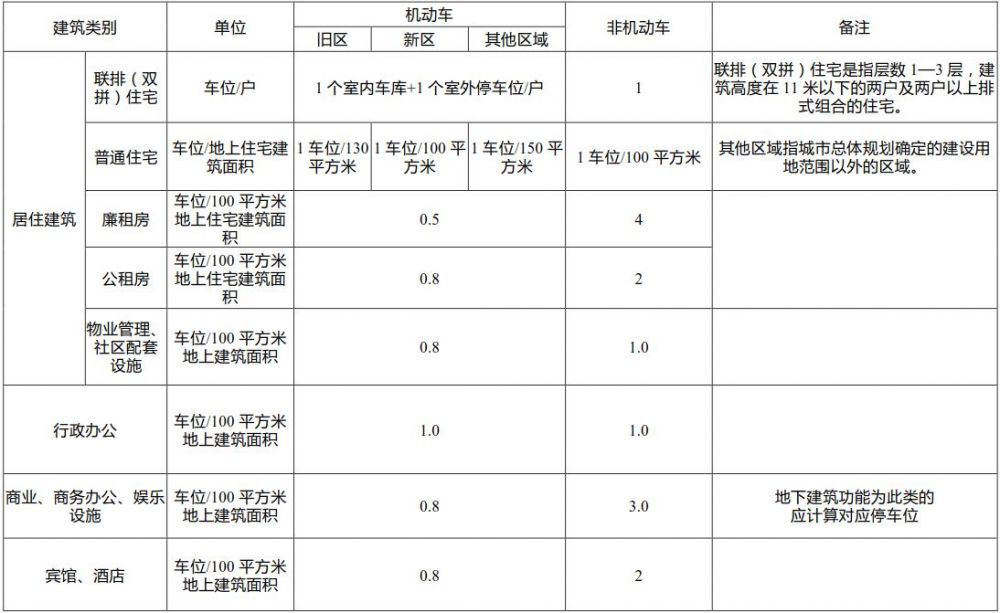 建筑类别
单位
机动车
旧区
新区
其他区域
非机动车
备注
居住建筑
联排（双
拼）住宅
车位/户
1 个室内车库+1 个室外停车位/户
1
联排（双拼）住宅是指层数 1—3 层，建
筑高度在 11 米以下的两户及两户以上排
式组合的住宅。
普通住宅
车位/地上住宅建
筑面积
1 车位/130
平方米
1 车位/100 平
方米
1 车位/150 平
方米
1 车位/100 平方米
其他区域指城市总体规划确定的建设用
地范围以外的区域。
廉租房
车位/100 平方米
地上住宅建筑面
积
0.5
4
公租房
车位/100 平方米
地上住宅建筑面
积
0.8
2
物业管理、
社区配套
设施
车位/100 平方米
地上建筑面积
0.8
1.0
行政办公
车位/100 平方米
地上建筑面积
1.0
1.0
商业、商务办公、娱乐
设施
车位/100 平方米
地上建筑面积
0.8
3.0
地下建筑功能为此类的
应计算对应停车位
宾馆、酒店
车位/100 平方米
地上建筑面积
0.8
2